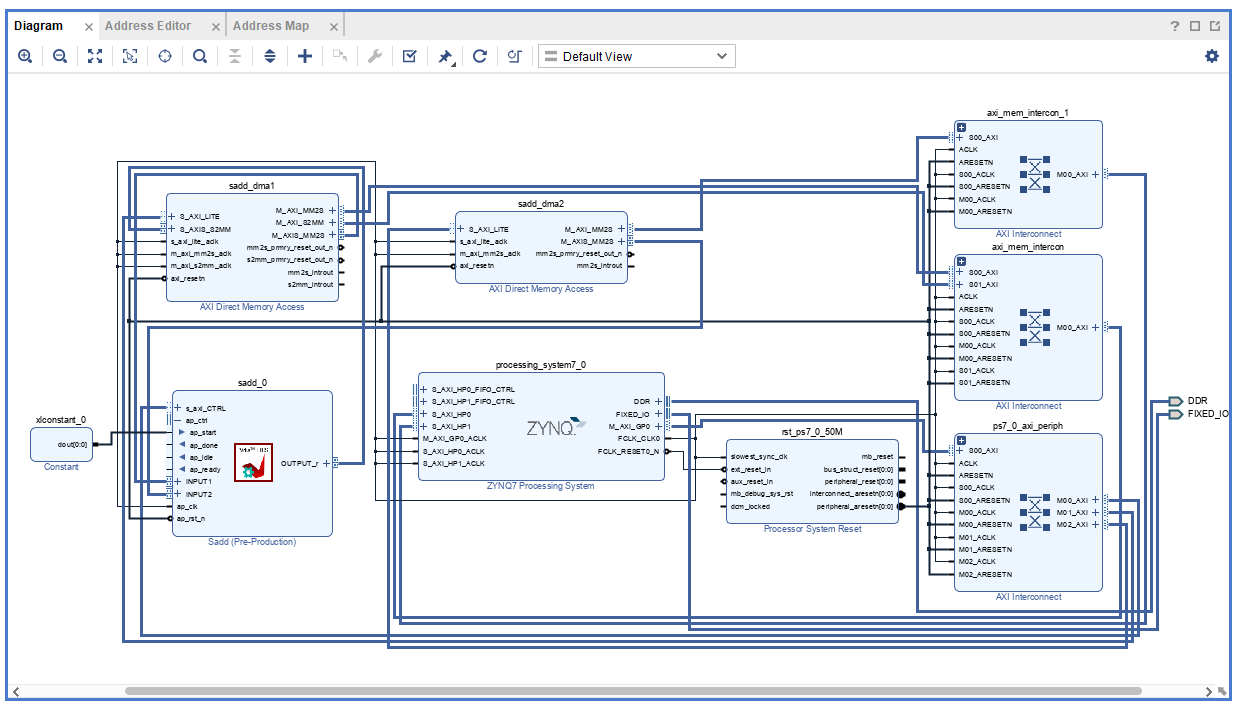 Diagram × Address Editor × Address Map ×
?
Default View
axi_mem_intercon_1
S00_AXI
ACLK
ARESETN
S00_ACLK
M00_AXI
S00_ARESETN
M00_ACLK
M00_ARESETN
AXI Interconnect
sadd_dma1
S_AXI_LITE
S_AXIS_S2MM
s_axi_lite_aclk
m_axi_mm2s_aclk
m_axi_s2mm_aclk
axi_resetn
M_AXI_MM2S
M_AXI_S2MM
M_AXIS_MM2S
mm2s_prmry_reset_out_n
s2mm_prmry_reset_out_n
mm2s_introut
s2mm_introut
AXI Direct Memory Access
sadd_dma2
S_AXI_LITE
s_axi_lite_aclk
m_axi_mm2s_aclk
axi_resetn
M_AXI_MM2S
M_AXIS_MM2S
mm2s_prmry_reset_out_n
mm2s_introut
AXI Direct Memory Access
axi_mem_intercon
S00_AXI
S01_AXI
ACLK
ARESETN
S00_ACLK
S00_ARESETN
M00_ACLK
M00_ARESETN
S01_ACLK
S01_ARESETN
M00_AXI
AXI Interconnect
xlconstant_0
dout[0:0]
Constant
sadd_0
s_axi_CTRL
ap_ctrl
ap_start
ap_done
ap_idle
ap_ready
INPUT1
INPUT2
ap_clk
ap_rst_n
Vitis™ HLS
OUTPUT_r
Sadd (Pre-Production)
processing_system7_0
S_AXI_HP0_FIFO_CTRL
S_AXI_HP1_FIFO_CTRL
S_AXI_HP0
S_AXI_HP1
M_AXI_GP0_ACLK
S_AXI_HP0_ACLK
S_AXI_HP1_ACLK
ZYNQ
DDR
FIXED_IO
M_AXI_GP0
FCLK_CLK0
FCLK_RESET0_N
ZYNQ7 Processing System
rst_ps7_0_50M
slowest_sync_clk
ext_reset_in
aux_reset_in
mb_debug_sys_rst
dcm_locked
mb_reset
bus_struct_reset[0:0]
peripheral_reset[0:0]
interconnect_aresetn[0:0]
peripheral_aresetn[0:0]
Processor System Reset
ps7_0_axi_periph
S00_AXI
ACLK
ARESETN
S00_ACLK
S00_ARESETN
M00_ACLK
M00_ARESETN
M01_ACLK
M01_ARESETN
M02_ACLK
M02_ARESETN
M00_AXI
M01_AXI
M02_AXI
AXI Interconnect
DDR
FIXED_IO